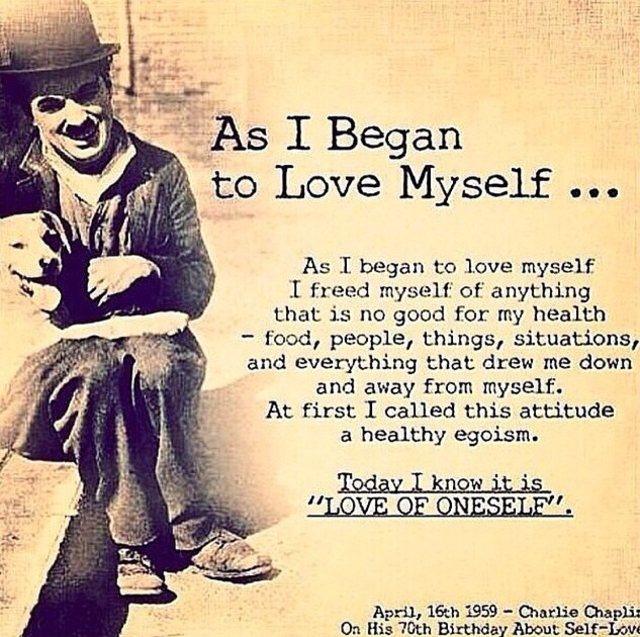 As I Began
to Love Myself ...
As I began to love myself
I freed myself of anything
that is no good for my health
- food, people, things, situations,
and everything that drew me down
and away from myself.
At first I called this attitude
a healthy egoism.
Today I know it is
"LOVE OF ONESELF".
April, 16th 1959 - Charlie Chaplin
On His 70th Birthday About Self-Love